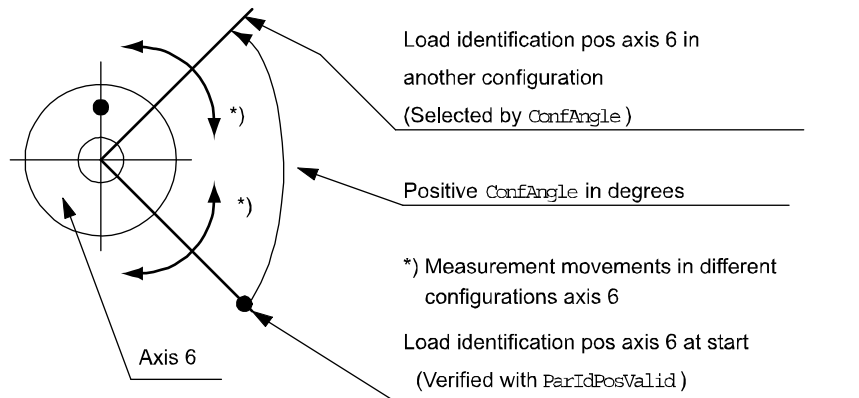 Load identification pos axis 6 in
another configuration
(Selected by ConfAngle)
*)
Positive ConfAngle in degrees
*)
*) Measurement movements in different
configurations axis 6
Load identification pos axis 6 at start
Axis 6
(Verified with ParIdPosValid)